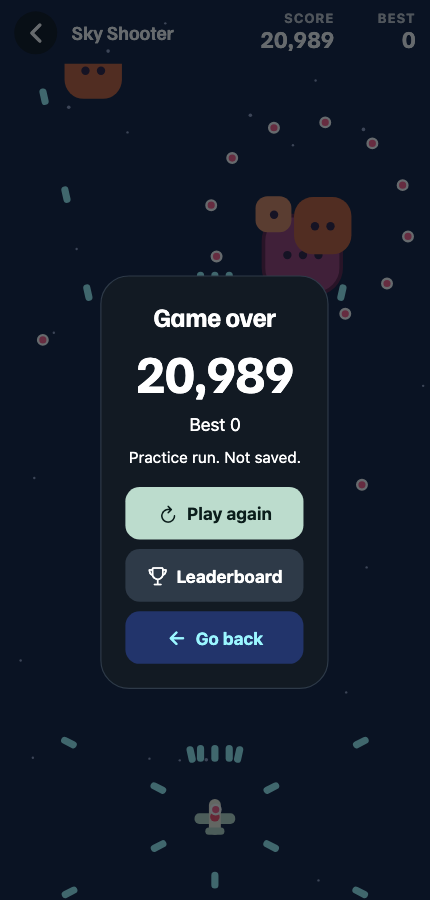 Sky Shooter
SCORE
20,989
BEST
0
Game over
20,989
Best 0
Practice run. Not saved.
Play again
Leaderboard
Go back